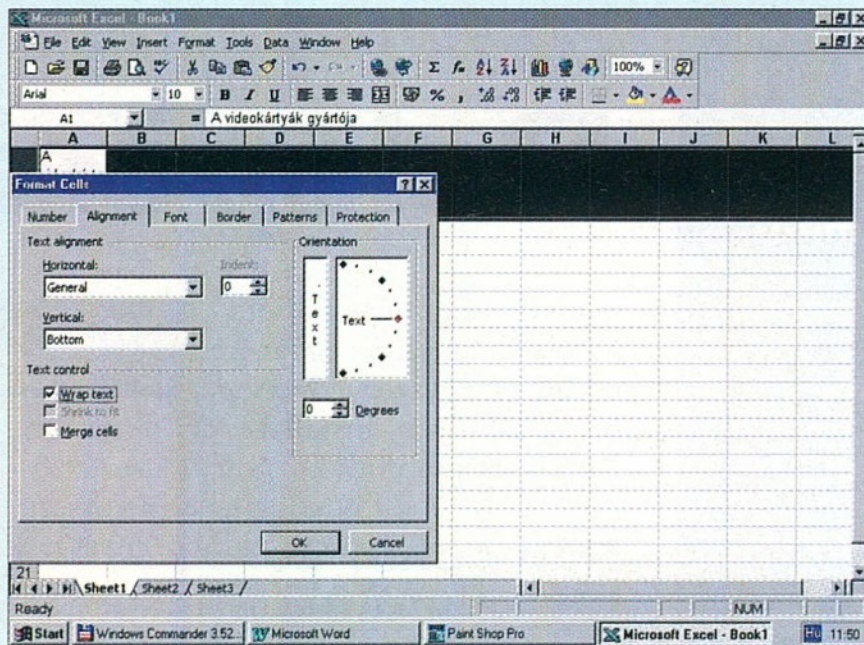 Microsoft Excel - Book1
File Edit View Insert Format Tools Data Window Help
100%
Arial 10 B I U % ,
A1 = A videokártyák gyártója
A B C D E F G H I J K L
A
Format Cells
Number Alignment Font Border Patterns Protection
Text alignment
Horizontal:
General
Indent:
0
Vertical:
Bottom
Text control
Wrap text
Shrink to fit
Merge cells
Orientation
Text
Text
0 Degrees
OK Cancel
21
Sheet1 Sheet2 Sheet3
Ready
NUM
Start Windows Commander 3.52... Microsoft Word Paint Shop Pro Microsoft Excel - Book1 Hu 11:50